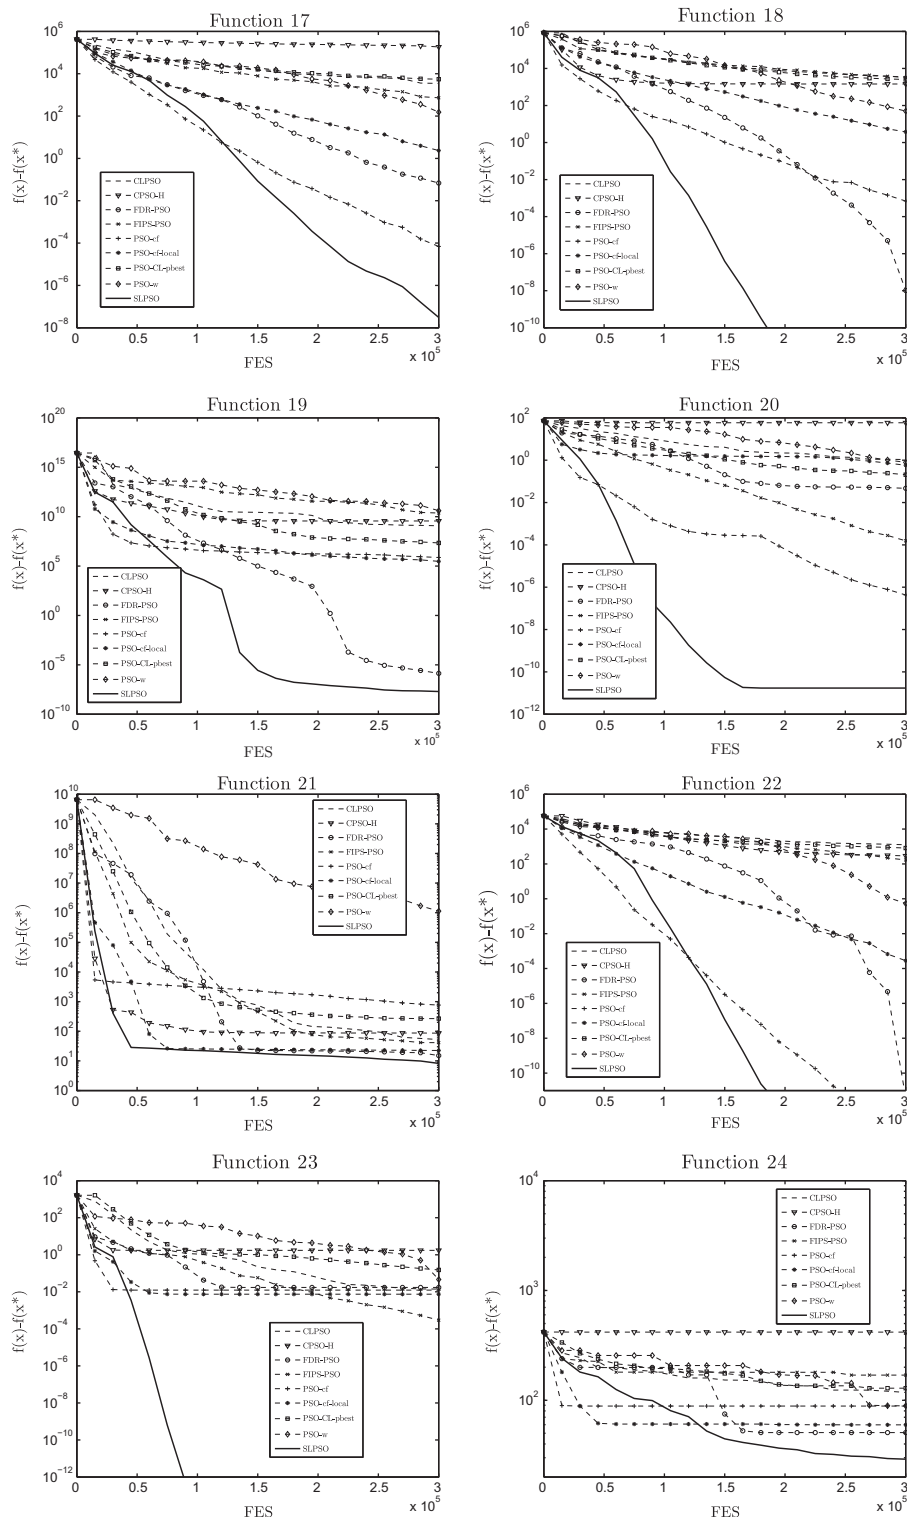 Function 17
10^6
10^4
10^2
10^0
10^-2
10^-4
10^-6
10^-8
f(x)-f(x*)
CLPSO
CPSO-H
FDR-PSO
FIPS-PSO
PSO-cf
PSO-cf-local
PSO-CL-pbest
PSO-w
SLPSO
0 0.5 1 1.5 2 2.5 3
x 10^5
FES
Function 18
10^6
10^4
10^2
10^0
10^-2
10^-4
10^-6
10^-8
10^-10
f(x)-f(x*)
CLPSO
CPSO-H
FDR-PSO
FIPS-PSO
PSO-cf
PSO-cf-local
PSO-CL-pbest
PSO-w
SLPSO
0 0.5 1 1.5 2 2.5 3
x 10^5
FES
Function 19
10^20
10^15
10^10
10^5
10^0
10^-5
10^-10
f(x)-f(x*)
CLPSO
CPSO-H
FDR-PSO
FIPS-PSO
PSO-cf
PSO-cf-local
PSO-CL-pbest
PSO-w
SLPSO
0 0.5 1 1.5 2 2.5 3
x 10^5
FES
Function 20
10^2
10^0
10^-2
10^-4
10^-6
10^-8
10^-10
10^-12
f(x)-f(x*)
CLPSO
CPSO-H
FDR-PSO
FIPS-PSO
PSO-cf
PSO-cf-local
PSO-CL-pbest
PSO-w
SLPSO
0 0.5 1 1.5 2 2.5 3
x 10^5
FES
Function 21
10^10
10^9
10^8
10^7
10^6
10^5
10^4
10^3
10^2
10^1
10^0
f(x)-f(x*)
CLPSO
CPSO-H
FDR-PSO
FIPS-PSO
PSO-cf
PSO-cf-local
PSO-CL-pbest
PSO-w
SLPSO
0 0.5 1 1.5 2 2.5 3
x 10^5
FES
Function 22
10^6
10^4
10^2
10^0
10^-2
10^-4
10^-6
10^-8
10^-10
f(x)-f(x*)
CLPSO
CPSO-H
FDR-PSO
FIPS-PSO
PSO-cf
PSO-cf-local
PSO-CL-pbest
PSO-w
SLPSO
0 0.5 1 1.5 2 2.5 3
x 10^5
FES
Function 23
10^4
10^2
10^0
10^-2
10^-4
10^-6
10^-8
10^-10
10^-12
f(x)-f(x*)
CLPSO
CPSO-H
FDR-PSO
FIPS-PSO
PSO-cf
PSO-cf-local
PSO-CL-pbest
PSO-w
SLPSO
0 0.5 1 1.5 2 2.5 3
x 10^5
FES
Function 24
10^4
10^3
10^2
f(x)-f(x*)
CLPSO
CPSO-H
FDR-PSO
FIPS-PSO
PSO-cf
PSO-cf-local
PSO-CL-pbest
PSO-w
SLPSO
0 0.5 1 1.5 2 2.5 3
x 10^5
FES